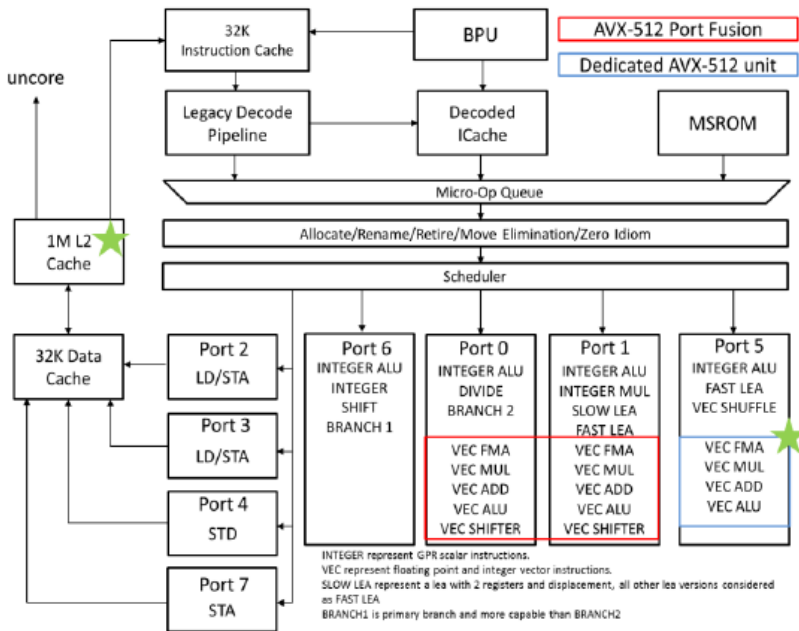 32K
Instruction Cache
BPU
AVX-512 Port Fusion
Dedicated AVX-512 unit
uncore
Legacy Decode
Pipeline
Decoded
ICache
MSROM
Micro-Op Queue
1M L2
Cache
Allocate/Rename/Retire/Move Elimination/Zero Idiom
Scheduler
32K Data
Cache
Port 2
LD/STA
Port 3
LD/STA
Port 4
STD
Port 7
STA
Port 6
INTEGER ALU
INTEGER
SHIFT
BRANCH 1
Port 0
INTEGER ALU
DIVIDE
BRANCH 2
VEC FMA
VEC MUL
VEC ADD
VEC ALU
VEC SHIFTER
Port 1
INTEGER ALU
INTEGER MUL
SLOW LEA
FAST LEA
VEC FMA
VEC MUL
VEC ADD
VEC ALU
VEC SHIFTER
Port 5
INTEGER ALU
FAST LEA
VEC SHUFFLE
VEC FMA
VEC MUL
VEC ADD
VEC ALU
INTEGER represent GPR scalar instructions.
VEC represent floating point and integer vector instructions.
SLOW LEA represent a lea with 2 registers and displacement, all other lea versions considered
as FAST LEA
BRANCH1 is primary branch and more capable than BRANCH2